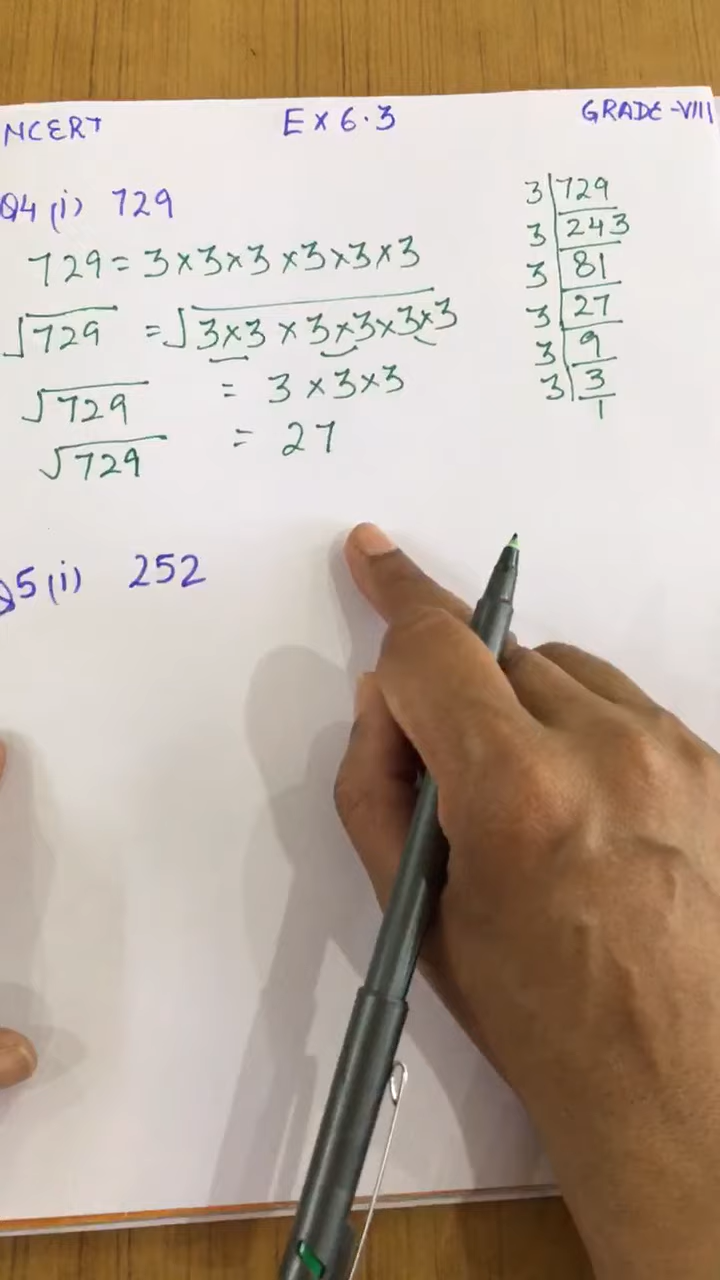 NCERT EX 6.3 GRADE-VIII
Q4 (i) 729
729 = 3×3×3×3×3×3
√729 = √3×3×3×3×3×3
√729 = 3×3×3
√729 = 27
3 729
3 243
3 81
3 27
3 9
3 3
1
Q5 (i) 252